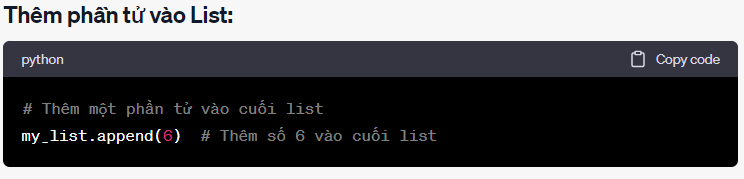 Thêm phần tử vào List:
python Copy code
# Thêm một phần tử vào cuối list
my_list.append(6)  # Thêm số 6 vào cuối list